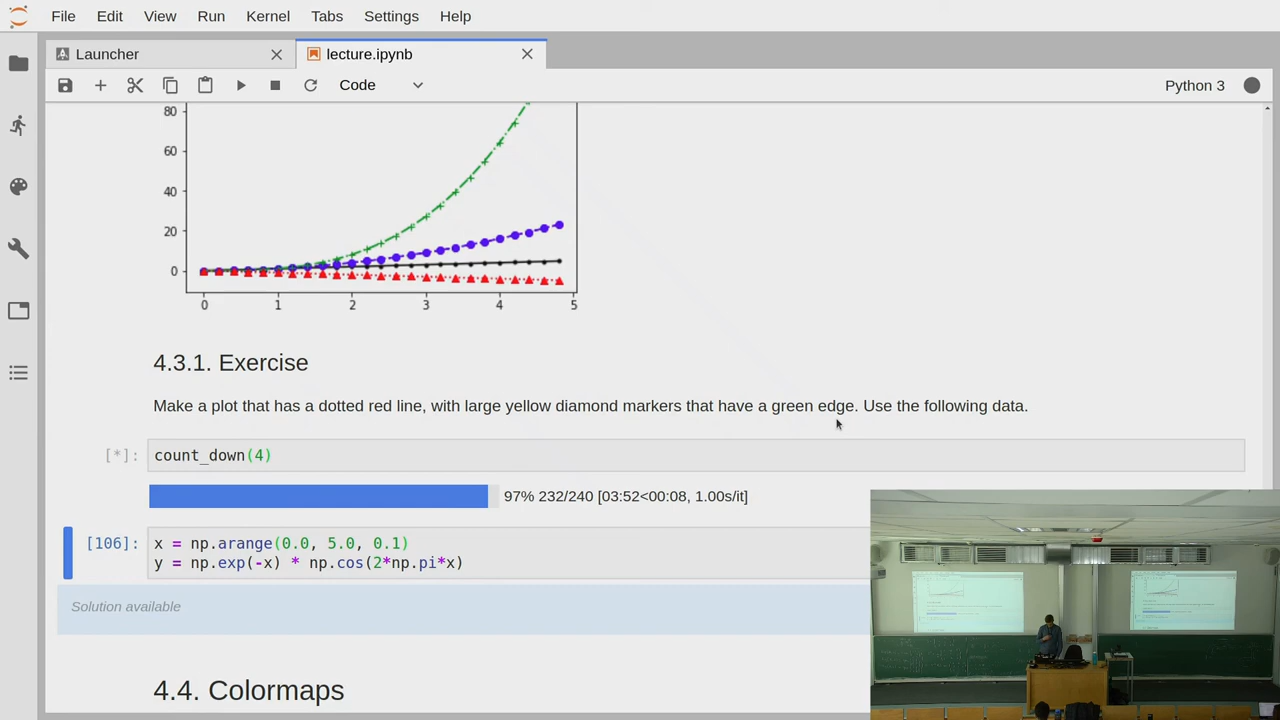 File Edit View Run Kernel Tabs Settings Help
Launcher
lecture.ipynb
Code
Python 3
80
60
40
20
0
0 1 2 3 4 5
4.3.1. Exercise
Make a plot that has a dotted red line, with large yellow diamond markers that have a green edge. Use the following data.
[*]: count_down(4)
97% 232/240 [03:52<00:08, 1.00s/it]
[106]: x = np.arange(0.0, 5.0, 0.1)
y = np.exp(-x) * np.cos(2*np.pi*x)
Solution available
4.4. Colormaps